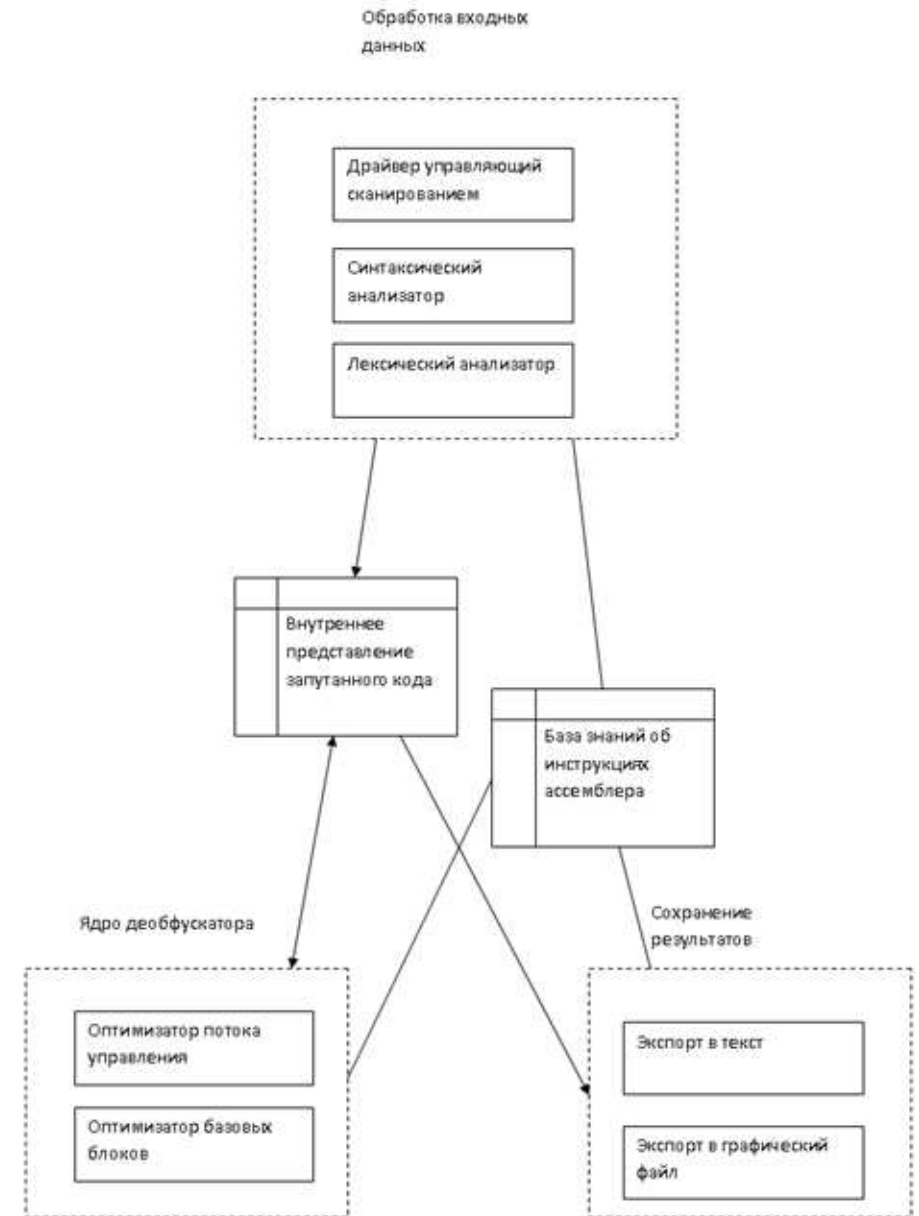 Обработка входных
данных
Драйвер управляющий
сканированием
Синтаксический
анализатор
Лексический анализатор
Внутреннее
представление
запутанного кода
База знаний об
инструкциях
ассемблера
Ядро деобфускатора
Сохранение
результатов
Оптимизатор потока
управления
Оптимизатор базовых
блоков
Экспорт в текст
Экспорт в графический
файл